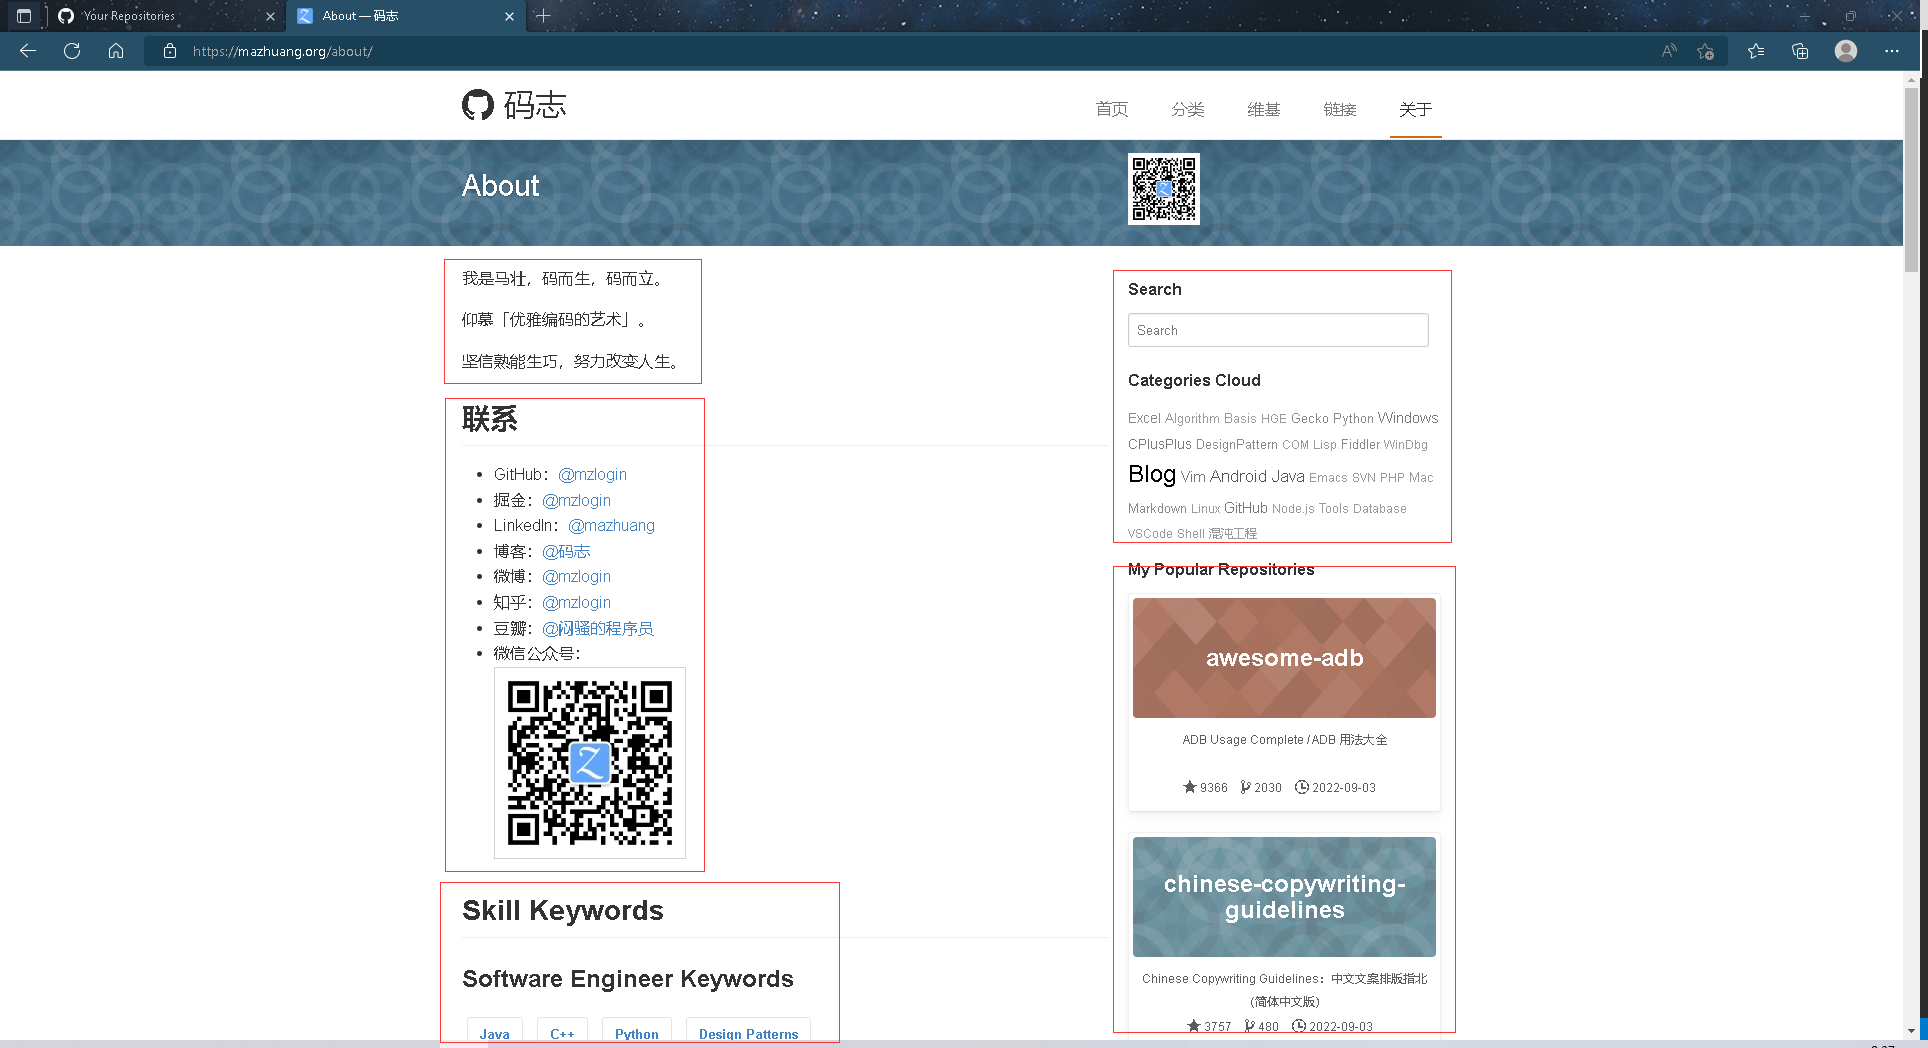 Your Repositories
About — 码志
https://mazhuang.org/about/
码志
首页 分类 维基 链接 关于
About
我是马壮，码而生，码而立。
仰慕「优雅编码的艺术」。
坚信熟能生巧，努力改变人生。
联系
GitHub：@mzlogin
掘金：@mzlogin
LinkedIn：@mazhuang
博客：@码志
微博：@mzlogin
知乎：@mzlogin
豆瓣：@闷骚的程序员
微信公众号：
Skill Keywords
Software Engineer Keywords
Java C++ Python Design Patterns
Search
Search
Categories Cloud
Excel Algorithm Basis HGE Gecko Python Windows
CPlusPlus DesignPattern COM Lisp Fiddler WinDbg
Blog Vim Android Java Emacs SVN PHP Mac
Markdown Linux GitHub Node.js Tools Database
VSCode Shell 混沌工程
My Popular Repositories
awesome-adb
ADB Usage Complete / ADB 用法大全
9366 2030 2022-09-03
chinese-copywriting-
guidelines
Chinese Copywriting Guidelines：中文文案排版指北
（简体中文版）
3757 480 2022-09-03